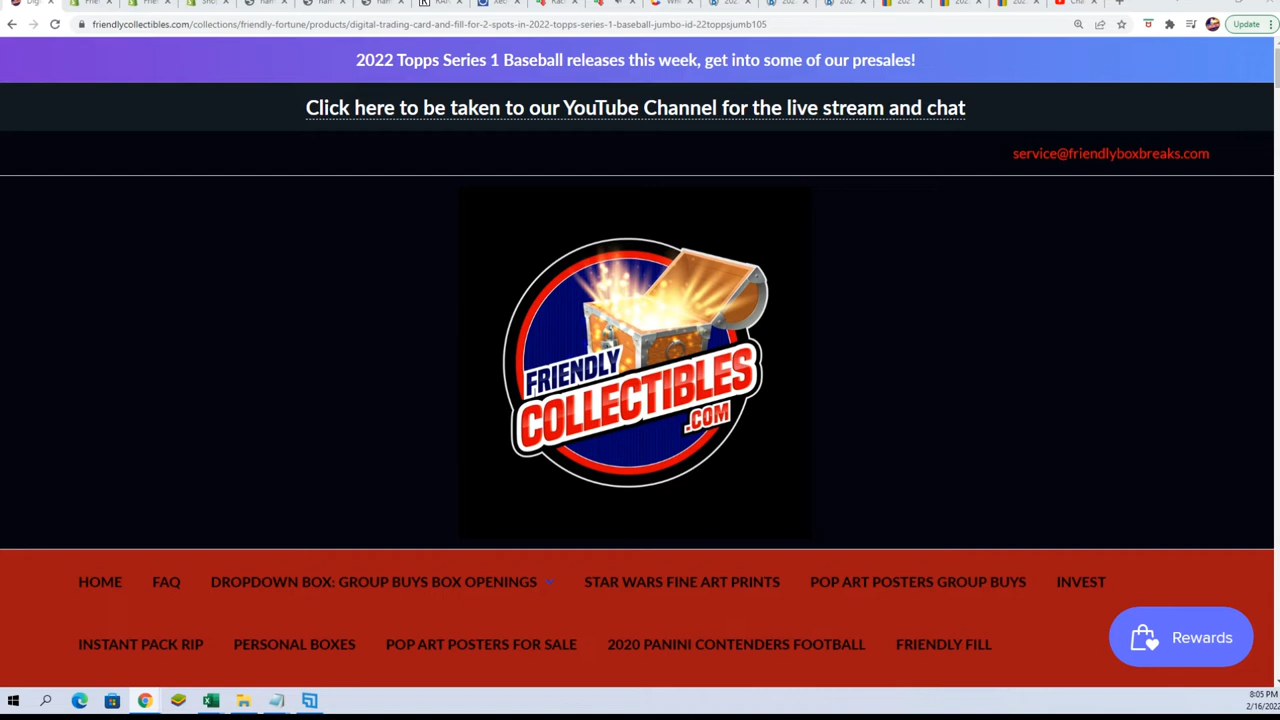 friendlycollectibles.com/collections/friendly-fortune/products/digital-trading-card-and-fill-for-2-spots-in-2022-topps-series-1-baseball-jumbo-id-22toppsjumb105
Update
2022 Topps Series 1 Baseball releases this week, get into some of our presales!
Click here to be taken to our YouTube Channel for the live stream and chat
service@friendlyboxbreaks.com
FRIENDLY
COLLECTIBLES
.COM
HOME FAQ DROPDOWN BOX: GROUP BUYS BOX OPENINGS STAR WARS FINE ART PRINTS POP ART POSTERS GROUP BUYS INVEST
INSTANT PACK RIP PERSONAL BOXES POP ART POSTERS FOR SALE 2020 PANINI CONTENDERS FOOTBALL FRIENDLY FILL
Rewards
8:05 PM
2/16/2022